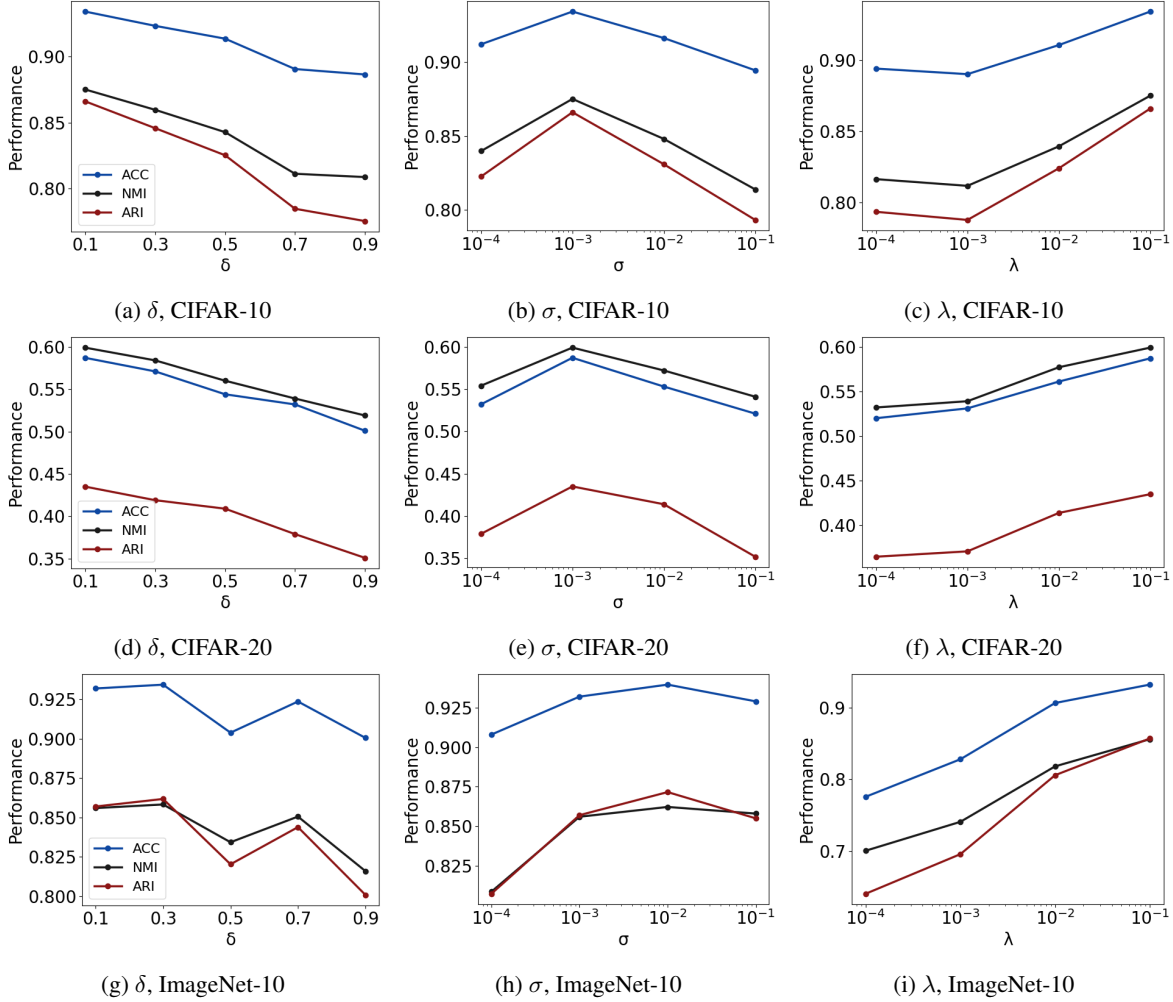 Performance
0.90
0.85
0.80
ACC
NMI
ARI
0.1 0.3 0.5 0.7 0.9
δ
(a) δ, CIFAR-10
Performance
0.90
0.85
0.80
10⁻⁴ 10⁻³ 10⁻² 10⁻¹
σ
(b) σ, CIFAR-10
Performance
0.90
0.85
0.80
10⁻⁴ 10⁻³ 10⁻² 10⁻¹
λ
(c) λ, CIFAR-10
Performance
0.60
0.55
0.50
0.45
0.40
0.35
ACC
NMI
ARI
0.1 0.3 0.5 0.7 0.9
δ
(d) δ, CIFAR-20
Performance
0.60
0.55
0.50
0.45
0.40
0.35
10⁻⁴ 10⁻³ 10⁻² 10⁻¹
σ
(e) σ, CIFAR-20
Performance
0.60
0.55
0.50
0.45
0.40
10⁻⁴ 10⁻³ 10⁻² 10⁻¹
λ
(f) λ, CIFAR-20
Performance
0.925
0.900
0.875
0.850
0.825
0.800
ACC
NMI
ARI
0.1 0.3 0.5 0.7 0.9
δ
(g) δ, ImageNet-10
Performance
0.925
0.900
0.875
0.850
0.825
10⁻⁴ 10⁻³ 10⁻² 10⁻¹
σ
(h) σ, ImageNet-10
Performance
0.9
0.8
0.7
10⁻⁴ 10⁻³ 10⁻² 10⁻¹
λ
(i) λ, ImageNet-10